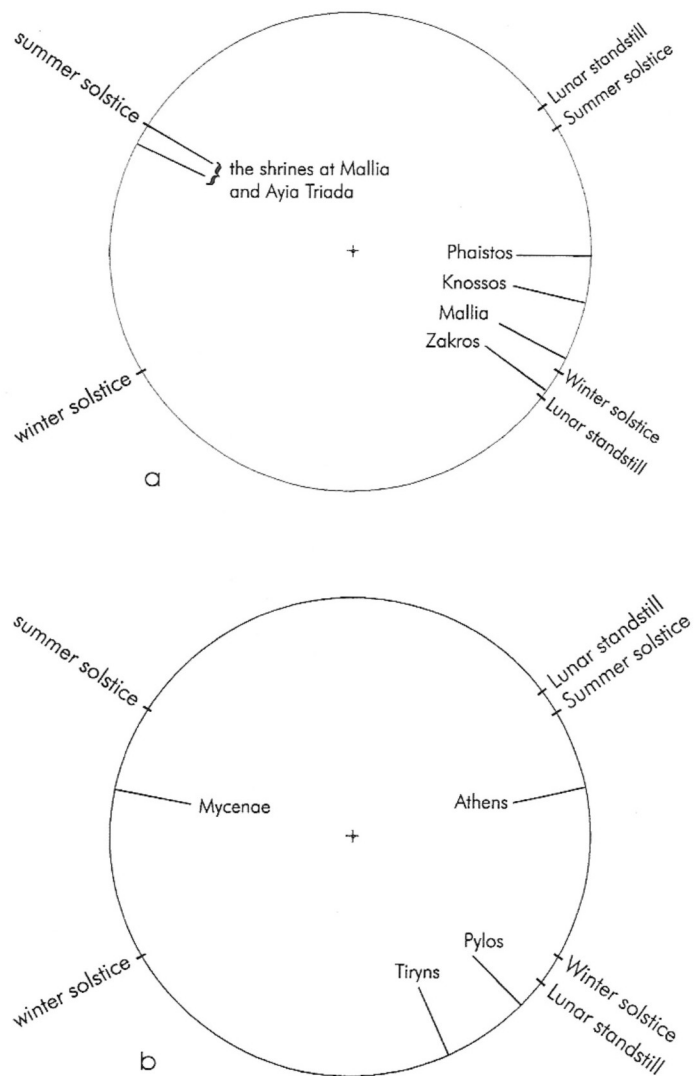 summer solstice
Lunar standstill
Summer solstice
the shrines at Mallia
and Ayia Triada
Phaistos
Knossos
Mallia
Zakros
winter solstice
Winter solstice
Lunar standstill
a
summer solstice
Lunar standstill
Summer solstice
Mycenae
Athens
Pylos
Tiryns
winter solstice
Winter solstice
Lunar standstill
b